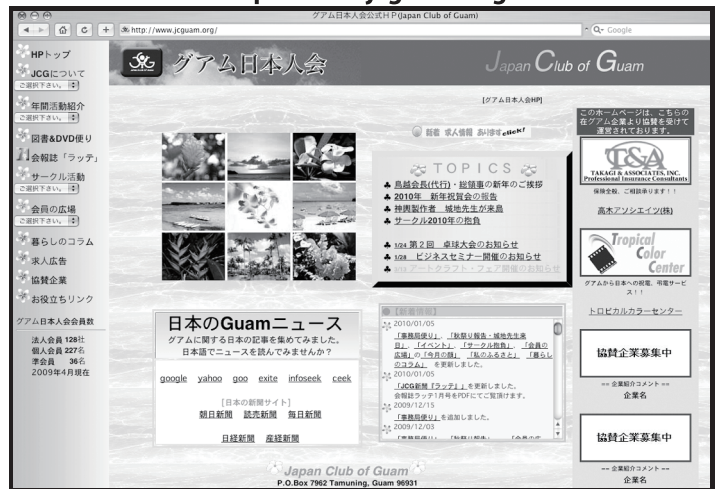 グアム日本人会公式HP(Japan Club of Guam)
http://www.jcguam.org/
Google
グアム日本人会
Japan Club of Guam
HPトップ
JCGについて
ご選択下さい。
年間活動紹介
ご選択下さい。
図書&DVD便り
会報誌「ラッテ」
サークル活動
ご選択下さい。
会員の広場
ご選択下さい。
暮らしのコラム
求人広告
協賛企業
お役立ちリンク
グアム日本人会会員数
法人会員 128社
個人会員 227名
準会員 36名
2009年4月現在
[グアム日本人会HP]
新着 求人情報 あります click!
TOPICS
鳥越会長(代行)・総領事の新年のご挨拶
2010年 新年祝賀会の報告
神輿製作者 城地先生が来島
サークル2010年の抱負
1/24 第2回 卓球大会のお知らせ
1/28 ビジネスセミナー開催のお知らせ
アートクラフト・フェア開催のお知らせ
日本のGuamニュース
グアムに関する日本の記事を集めてみました。
日本語でニュースを読んでみませんか?
google yahoo goo exite infoseek ceek
[日本の新聞サイト]
朝日新聞 読売新聞 毎日新聞
日経新聞 産経新聞
【新着情報】
2010/01/05
「事務局便り」、「秋祭り報告・城地先生来
島」、「イベント」、「サークル抱負」、「会員の
広場」の「今月の顔」「私のふるさと」「暮らし
のコラム」 を更新しました。
2010/01/05
「JCG新聞『ラッテ』」を更新しました。
会報誌ラッテ1月号をPDFにてご覧頂けます。
2009/12/15
「事務局便り」を追加しました。
2009/12/03
このホームページは、こちらの
在グアム企業より協賛を受けて
運営されております。
T&A
TAKAGI & ASSOCIATES, INC.
Professional Insurance Consultants
保険全般、ご相談承ります!!
高木アソシエイツ(株)
Tropical
Color
Center
グアムから日本への祝電、弔電サービ
ス!!
トロピカルカラーセンター
協賛企業募集中
== 企業紹介コメント ==
企業名
協賛企業募集中
== 企業紹介コメント ==
企業名
Japan Club of Guam
P.O.Box 7962 Tamuning, Guam 96931